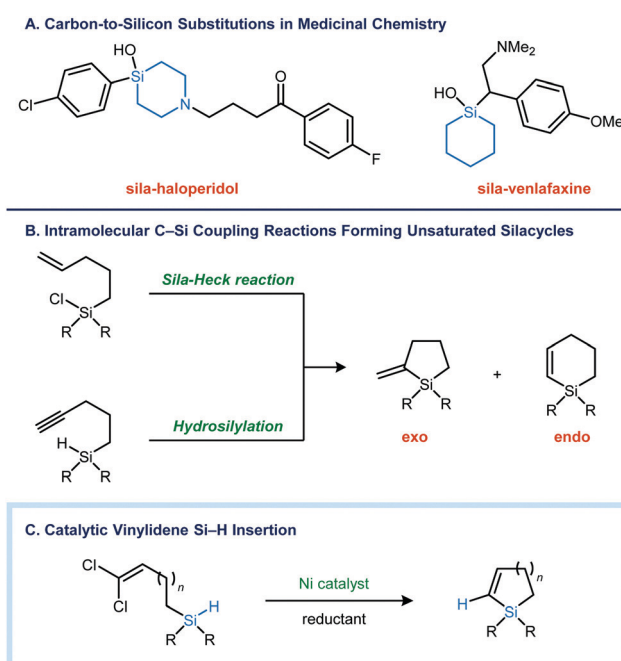 A. Carbon-to-Silicon Substitutions in Medicinal Chemistry
HO
Si
Cl
N
O
F
sila-haloperidol
NMe2
HO
Si
OMe
sila-venlafaxine
B. Intramolecular C–Si Coupling Reactions Forming Unsaturated Silacycles
Cl
Si
R R
Sila-Heck reaction
H
Si
R R
Hydrosilylation
Si
R R
exo
+
Si
R R
endo
C. Catalytic Vinylidene Si–H Insertion
Cl
Cl
( )n
H
Si
R R
Ni catalyst
reductant
( )n
H
Si
R R